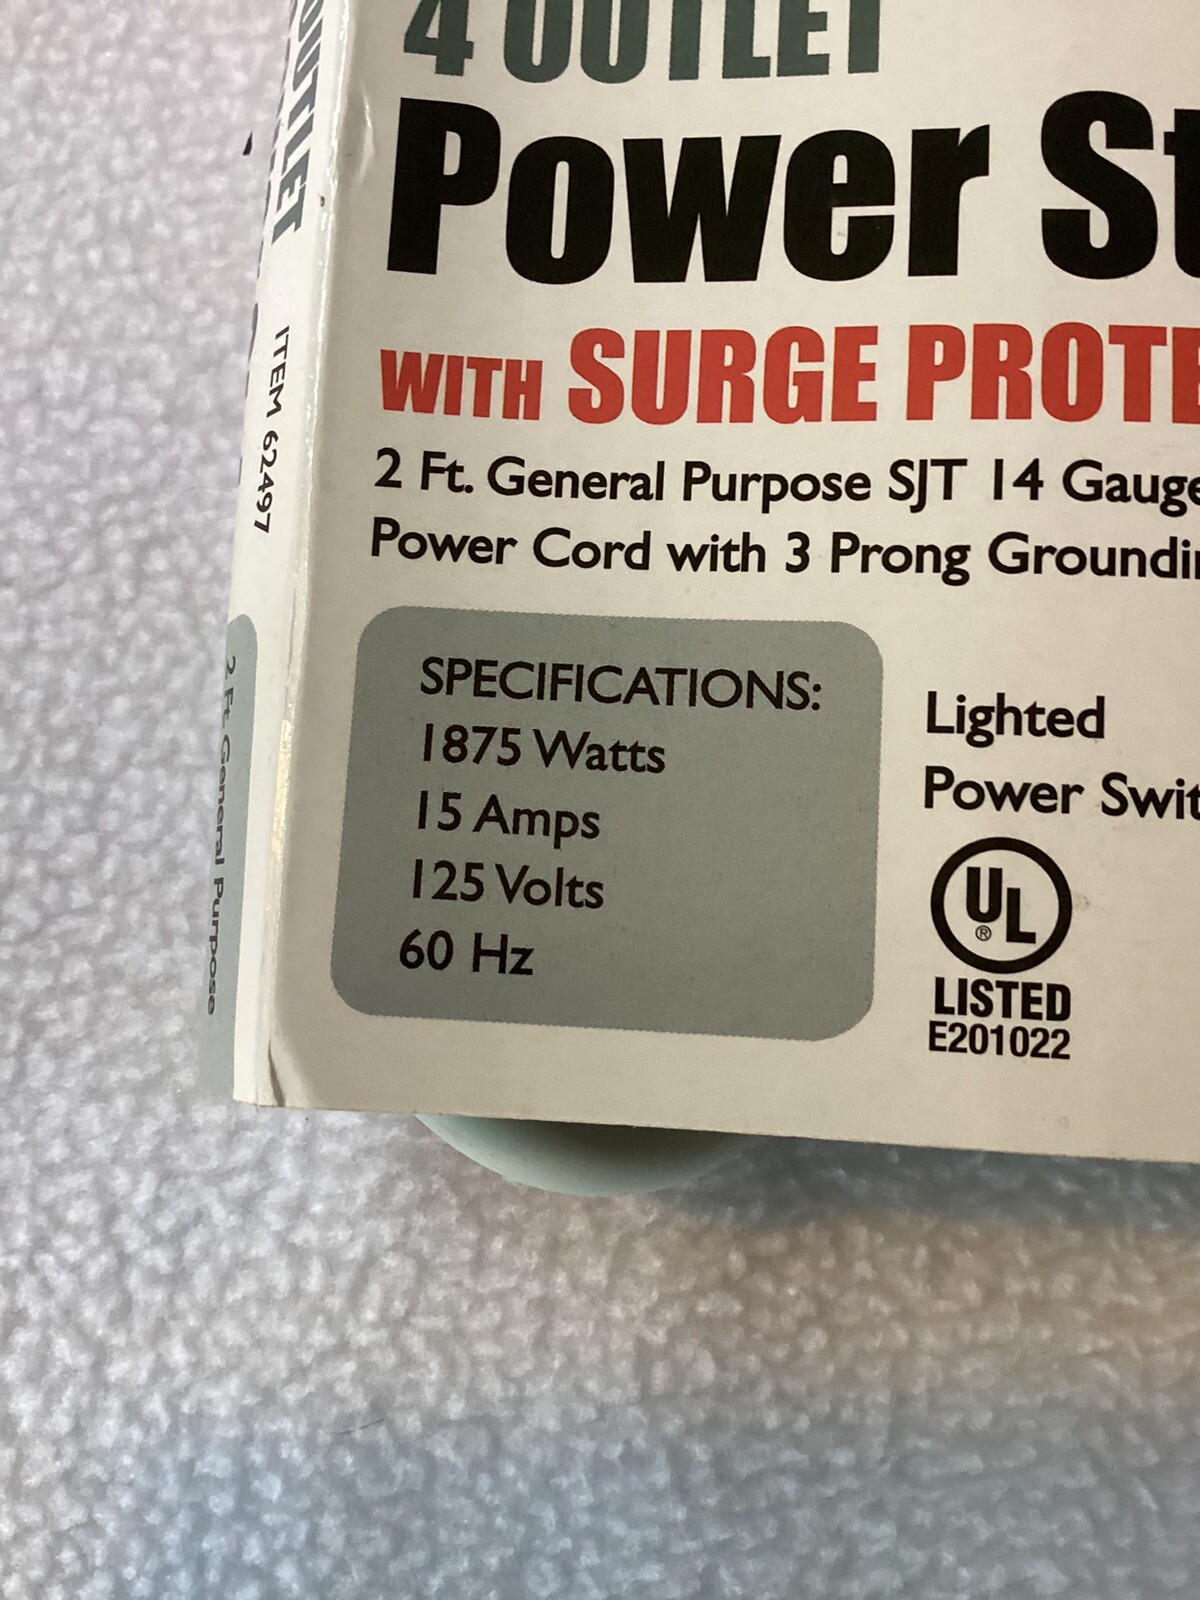 4 OUTLET
Power St
WITH SURGE PROTE
2 Ft. General Purpose SJT 14 Gauge
Power Cord with 3 Prong Groundin
SPECIFICATIONS:
1875 Watts
15 Amps
125 Volts
60 Hz
Lighted
Power Swit
UL
®
LISTED
E201022
OUTLET
ITEM 62497
2 Ft. General Purpose